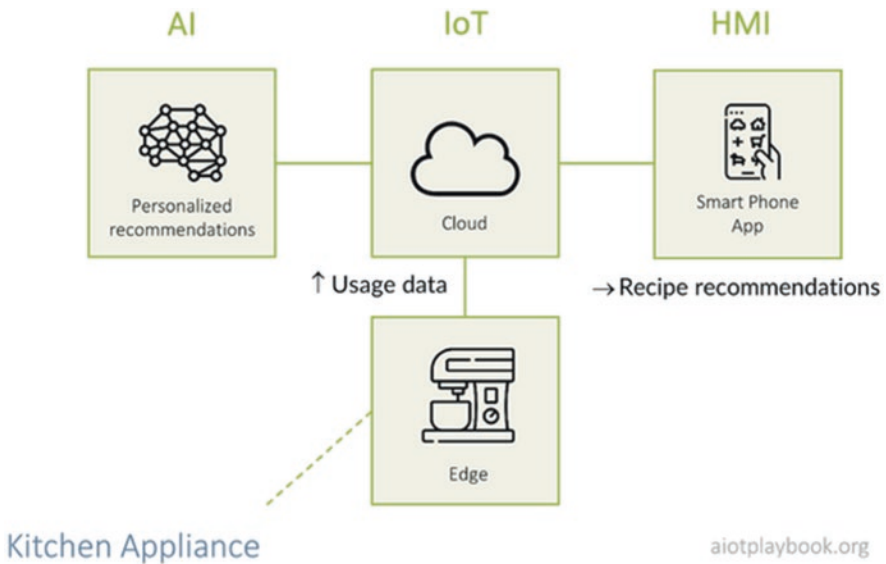 AI
IoT
HMI
Personalized
recommendations
Cloud
Smart Phone
App
↑ Usage data
→ Recipe recommendations
Edge
Kitchen Appliance
aiotplaybook.org